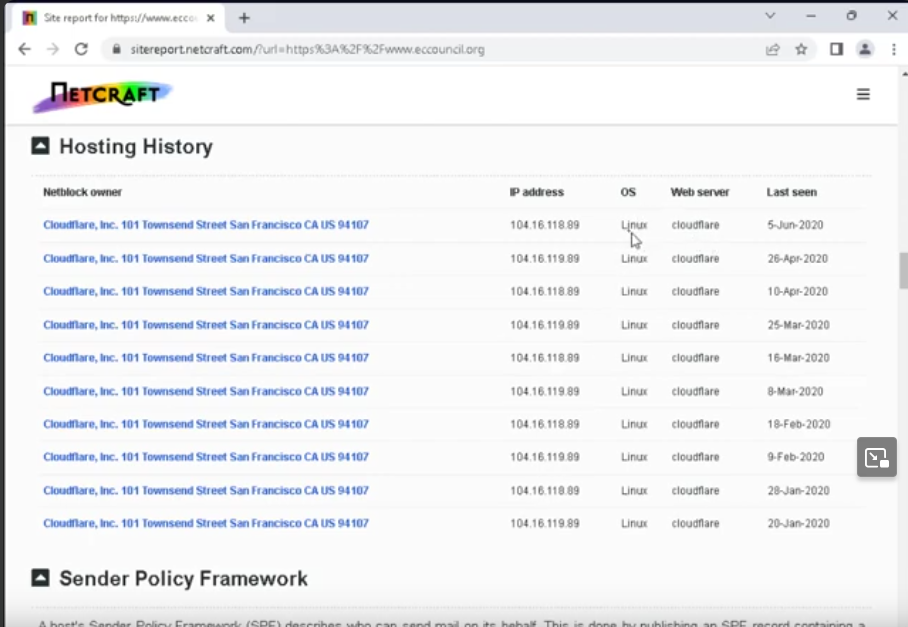 Site report for https://www.ecco
sitereport.netcraft.com/?url=https%3A%2F%2Fwww.eccouncil.org
NETCRAFT
Hosting History
Netblock owner IP address OS Web server Last seen
Cloudflare, Inc. 101 Townsend Street San Francisco CA US 94107 104.16.118.89 Linux cloudflare 5-Jun-2020
Cloudflare, Inc. 101 Townsend Street San Francisco CA US 94107 104.16.119.89 Linux cloudflare 26-Apr-2020
Cloudflare, Inc. 101 Townsend Street San Francisco CA US 94107 104.16.118.89 Linux cloudflare 10-Apr-2020
Cloudflare, Inc. 101 Townsend Street San Francisco CA US 94107 104.16.119.89 Linux cloudflare 25-Mar-2020
Cloudflare, Inc. 101 Townsend Street San Francisco CA US 94107 104.16.118.89 Linux cloudflare 16-Mar-2020
Cloudflare, Inc. 101 Townsend Street San Francisco CA US 94107 104.16.119.89 Linux cloudflare 8-Mar-2020
Cloudflare, Inc. 101 Townsend Street San Francisco CA US 94107 104.16.118.89 Linux cloudflare 18-Feb-2020
Cloudflare, Inc. 101 Townsend Street San Francisco CA US 94107 104.16.119.89 Linux cloudflare 9-Feb-2020
Cloudflare, Inc. 101 Townsend Street San Francisco CA US 94107 104.16.118.89 Linux cloudflare 28-Jan-2020
Cloudflare, Inc. 101 Townsend Street San Francisco CA US 94107 104.16.119.89 Linux cloudflare 20-Jan-2020
Sender Policy Framework
A host's Sender Policy Framework (SPF) describes who can send mail on its behalf. This is done by publishing an SPF record containing a